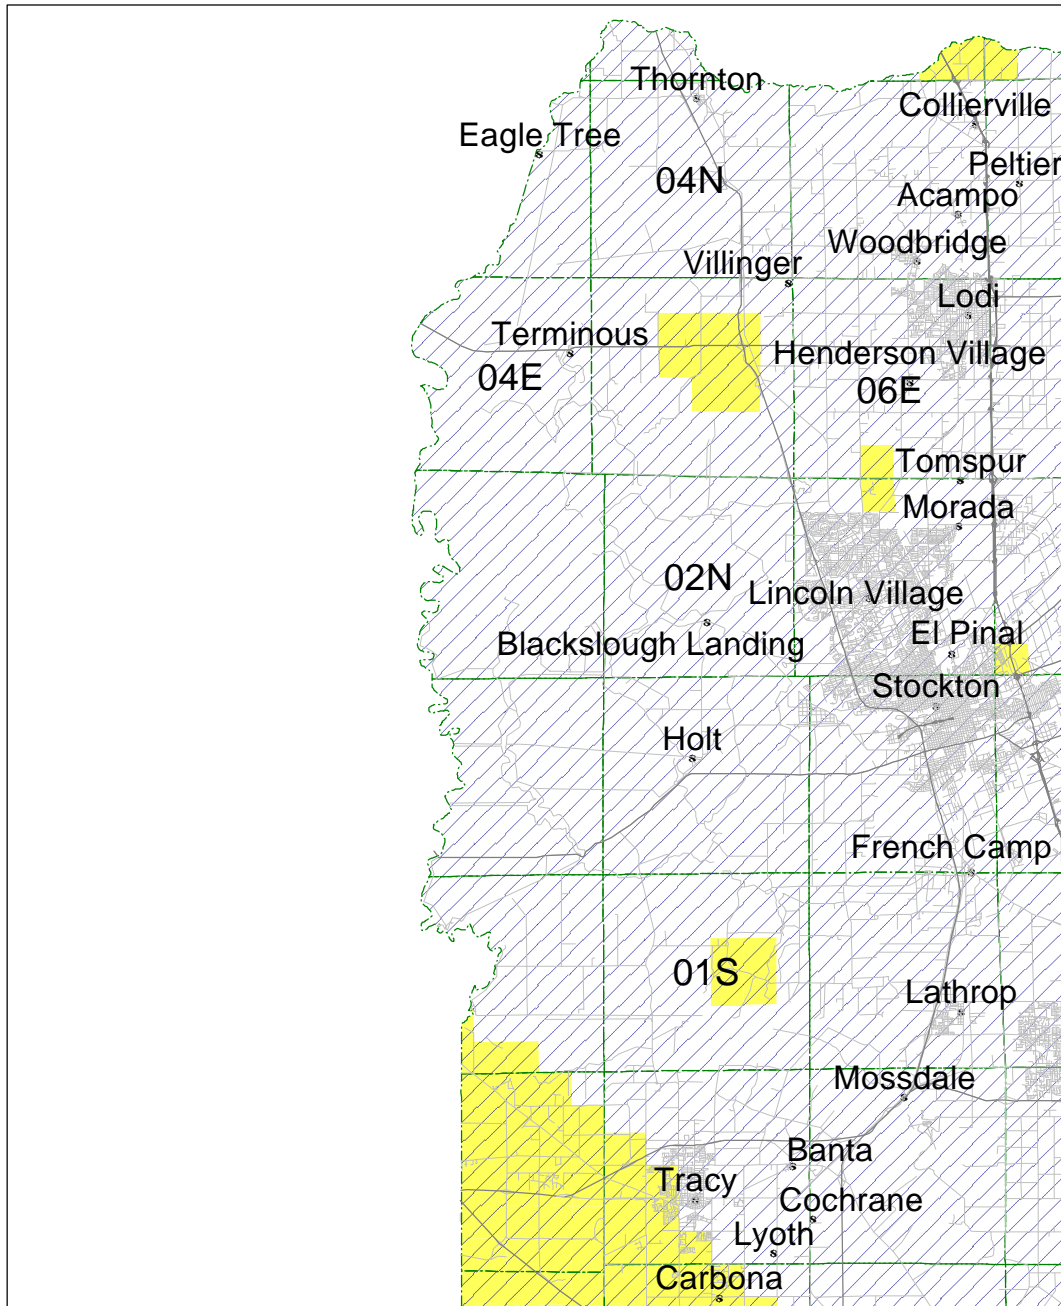 Thornton
Collierville
Eagle Tree
Peltier
04N
Acampo
Woodbridge
Villinger
Lodi
Terminous
Henderson Village
04E
06E
Tomspur
Morada
02N
Lincoln Village
El Pinal
Blackslough Landing
Stockton
Holt
French Camp
01S
Lathrop
Mossdale
Banta
Tracy
Cochrane
Lyoth
Carbona